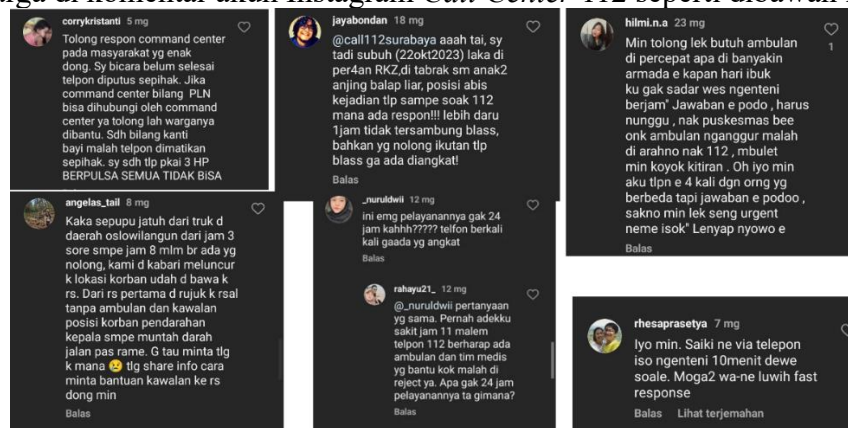 di komentar akun Instagram Call Center 112 seperti dibawah
corrykristanti 5 mg
Tolong respon command center
pada masyarakat yg enak
dong. Sy bicara belum selesai
telpon diputus sepihak. Jika
command center bilang PLN
bisa dihubungi oleh command
center ya tolong lah warganya
dibantu. Sdh bilang kanti
bayi malah telpon dimatikan
sepihak. sy sdh tlp pkai 3 HP
BERPULSA SEMUA TIDAK BiSA
jayabondan 18 mg
@call112surabaya aaah tai, sy
tadi subuh (22okt2023) laka di
per4an RKZ,di tabrak sm anak2
anjing balap liar, posisi abis
kejadian tlp sampe soak 112
mana ada respon!!! lebih daru
1jam tidak tersambung blass,
bahkan yg nolong ikutan tlp
blass ga ada diangkat!
Balas
hilmi.n.a 23 mg
Min tolong lek butuh ambulan
di percepat apa di banyakin
armada e kapan hari ibuk
ku gak sadar wes ngenteni
berjam" Jawaban e podo , harus
nunggu , nak puskesmas bee
onk ambulan nganggur malah
di arahno nak 112 , mbulet
min koyok kitiran . Oh iyo min
aku tlpn e 4 kali dgn orng yg
berbeda tapi jawaban e podoo ,
sakno min lek seng urgent
neme isok" Lenyap nyowo e
Balas
1
angelas_tail 8 mg
Kaka sepupu jatuh dari truk d
daerah oslowilangun dari jam 3
sore smpe jam 8 mlm br ada yg
nolong, kami d kabari meluncur
k lokasi korban udah d bawa k
rs. Dari rs pertama d rujuk k rsal
tanpa ambulan dan kawalan
posisi korban pendarahan
kepala smpe muntah darah
jalan pas rame. G tau minta tlg
k mana 😢 tlg share info cara
minta bantuan kawalan ke rs
dong min
Balas
_nuruldwii 12 mg
ini emg pelayanannya gak 24
jam kahhh????? telfon berkali
kali gaada yg angkat
Balas
rahayu21_ 12 mg
@_nuruldwii pertanyaan
yg sama. Pernah adekku
sakit jam 11 malem
telpon 112 berharap ada
ambulan dan tim medis
yg bantu kok malah di
reject ya. Apa gak 24 jam
pelayanannya ta gimana?
Balas
rhesaprasetya 7 mg
Iyo min. Saiki ne via telepon
iso ngenteni 10menit dewe
soale. Moga2 wa-ne luwih fast
response
Balas Lihat terjemahan